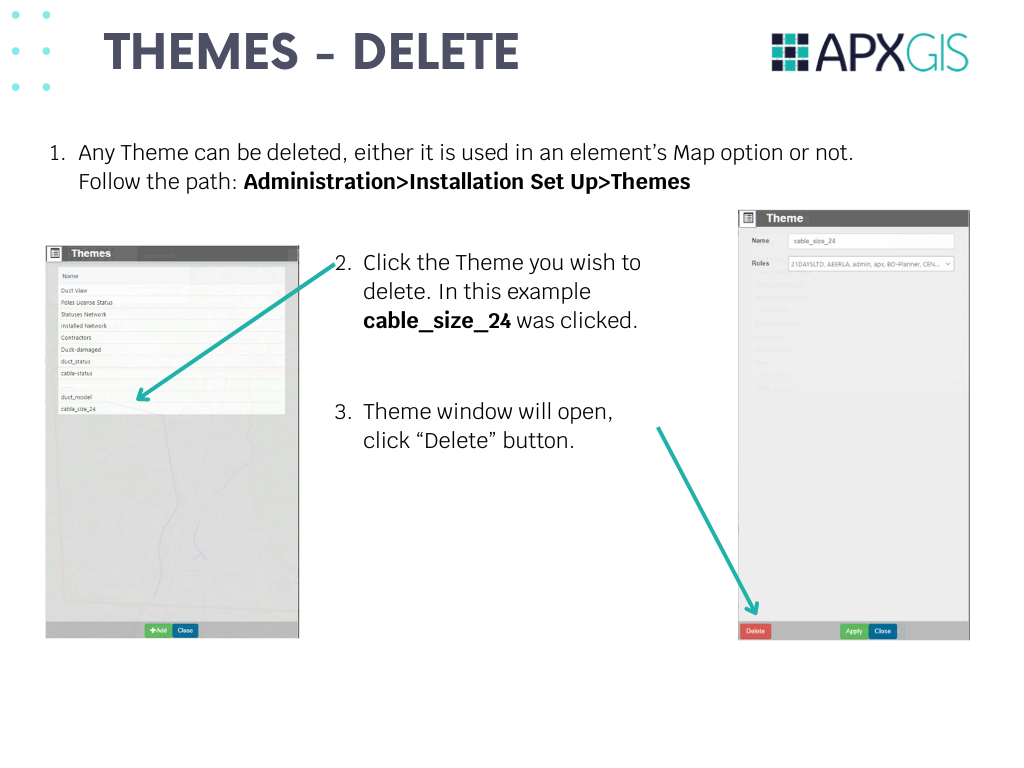 THEMES - DELETE
APXGIS
1. Any Theme can be deleted, either it is used in an element’s Map option or not.
Follow the path: Administration>Installation Set Up>Themes
Themes
Name
Duct View
Poles License Status
Statuses Network
Installed Network
Contractors
Duck-damaged
duct_status
cable-status
duct_model
cable_size_24
+Add Close
2. Click the Theme you wish to
delete. In this example
cable_size_24 was clicked.
3. Theme window will open,
click “Delete” button.
Theme
Name cable_size_24
Roles 21DAYSLTD, ABERLA, admin, apx, BCI-Planner, CEN...
Delete Apply Close